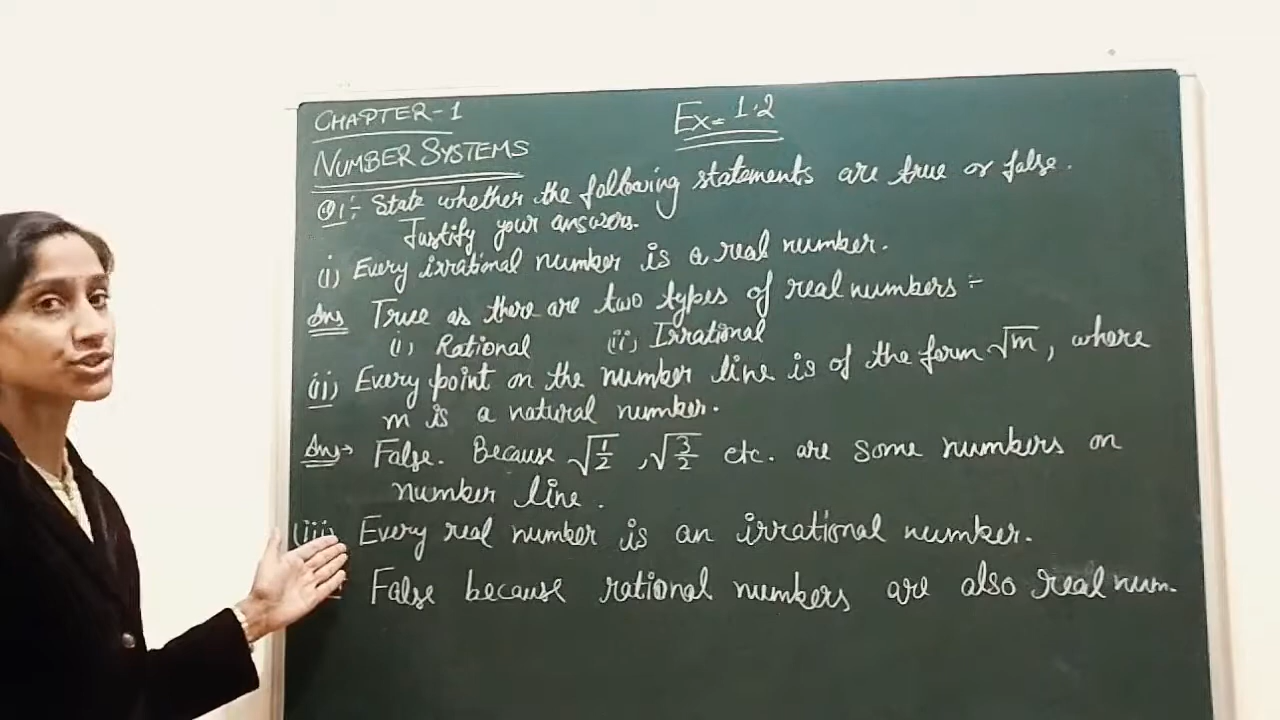 CHAPTER-1
Ex= 1.2
NUMBER SYSTEMS
Q1:- State whether the following statements are true or false.
Justify your answers.
(i) Every irrational number is a real number.
Ans True as there are two types of real numbers :-
(i) Rational (ii) Irrational
(ii) Every point on the number line is of the form √m, where
m is a natural number.
Ans→ False. Because √1/2, √3/2 etc. are some numbers on
number line.
(iii) Every real number is an irrational number.
False because rational numbers are also real num.